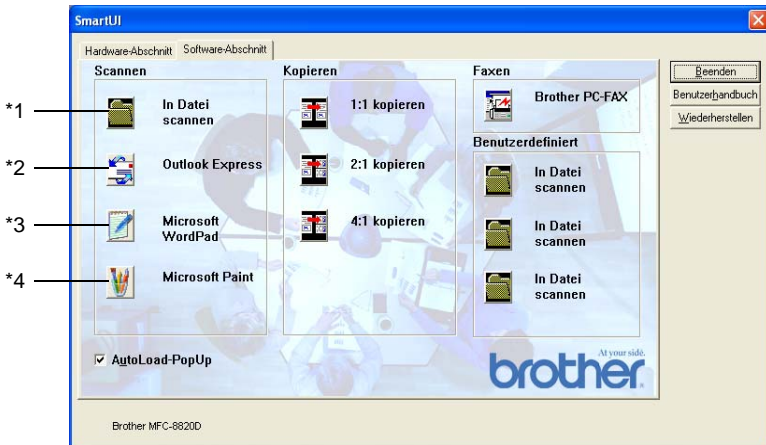 SmartUI
Hardware-Abschnitt
Software-Abschnitt
Scannen
*1
In Datei
scannen
*2
Outlook Express
*3
Microsoft
WordPad
*4
Microsoft Paint
Kopieren
1:1 kopieren
2:1 kopieren
4:1 kopieren
Faxen
Brother PC-FAX
Benutzerdefiniert
In Datei
scannen
In Datei
scannen
In Datei
scannen
Beenden
Benutzerhandbuch
Wiederherstellen
AutoLoad-PopUp
At your side.
brother.
Brother MFC-8820D